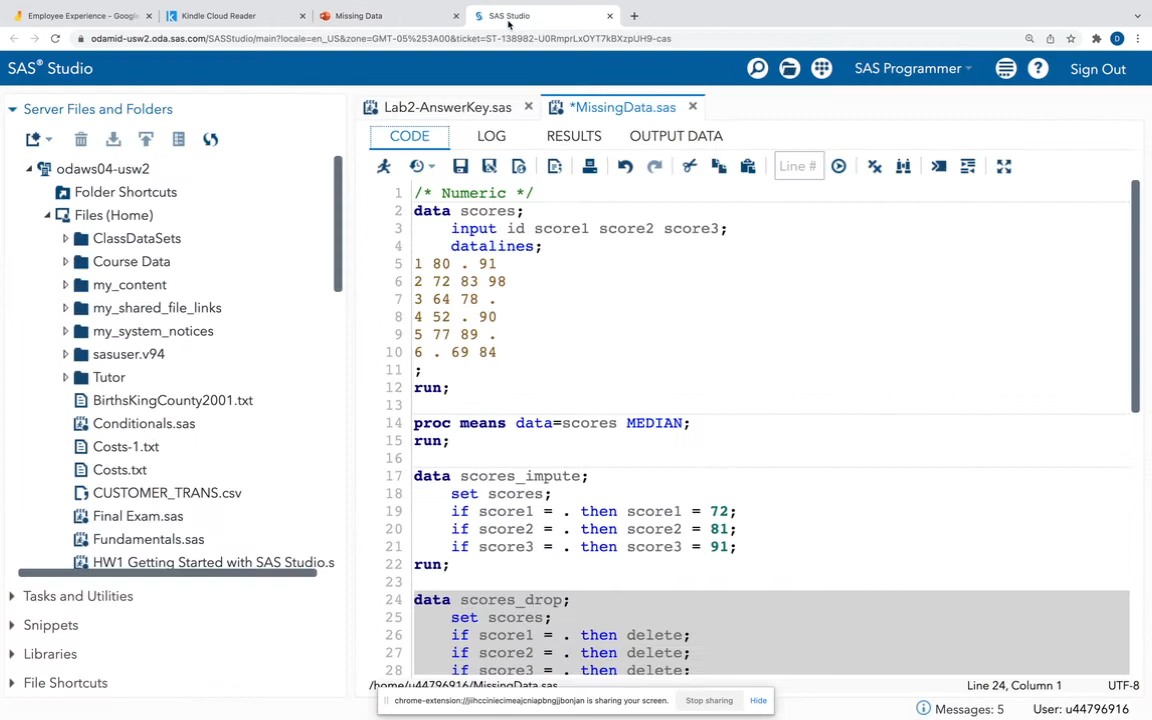 Employee Experience - Google
Kindle Cloud Reader
Missing Data
SAS Studio
odamid-usw2.oda.sas.com/SASStudio/main?locale=en_US&zone=GMT-05%253A00&ticket=ST-138982-U0RmprLxOYT7kBXzpUH9-cas
D
SAS® Studio
SAS Programmer
Sign Out
Server Files and Folders
odaws04-usw2
Folder Shortcuts
Files (Home)
ClassDataSets
Course Data
my_content
my_shared_file_links
my_system_notices
sasuser.v94
Tutor
BirthsKingCounty2001.txt
Conditionals.sas
Costs-1.txt
Costs.txt
CUSTOMER_TRANS.csv
Final Exam.sas
Fundamentals.sas
HW1 Getting Started with SAS Studio.s
Tasks and Utilities
Snippets
Libraries
File Shortcuts
Lab2-AnswerKey.sas
*MissingData.sas
CODE LOG RESULTS OUTPUT DATA
Line #
1 /* Numeric */
2 data scores;
3 input id score1 score2 score3;
4 datalines;
5 1 80 . 91
6 2 72 83 98
7 3 64 78 .
8 4 52 . 90
9 5 77 89 .
10 6 . 69 84
11 ;
12 run;
13
14 proc means data=scores MEDIAN;
15 run;
16
17 data scores_impute;
18 set scores;
19 if score1 = . then score1 = 72;
20 if score2 = . then score2 = 81;
21 if score3 = . then score3 = 91;
22 run;
23
24 data scores_drop;
25 set scores;
26 if score1 = . then delete;
27 if score2 = . then delete;
28 if score3 = . then delete;
/home/u44796916/MissingData.sas
Line 24, Column 1
UTF-8
chrome-extension://jiihcciniecimeajcniapbngjjbonjan is sharing your screen.
Stop sharing
Hide
Messages: 5
User: u44796916